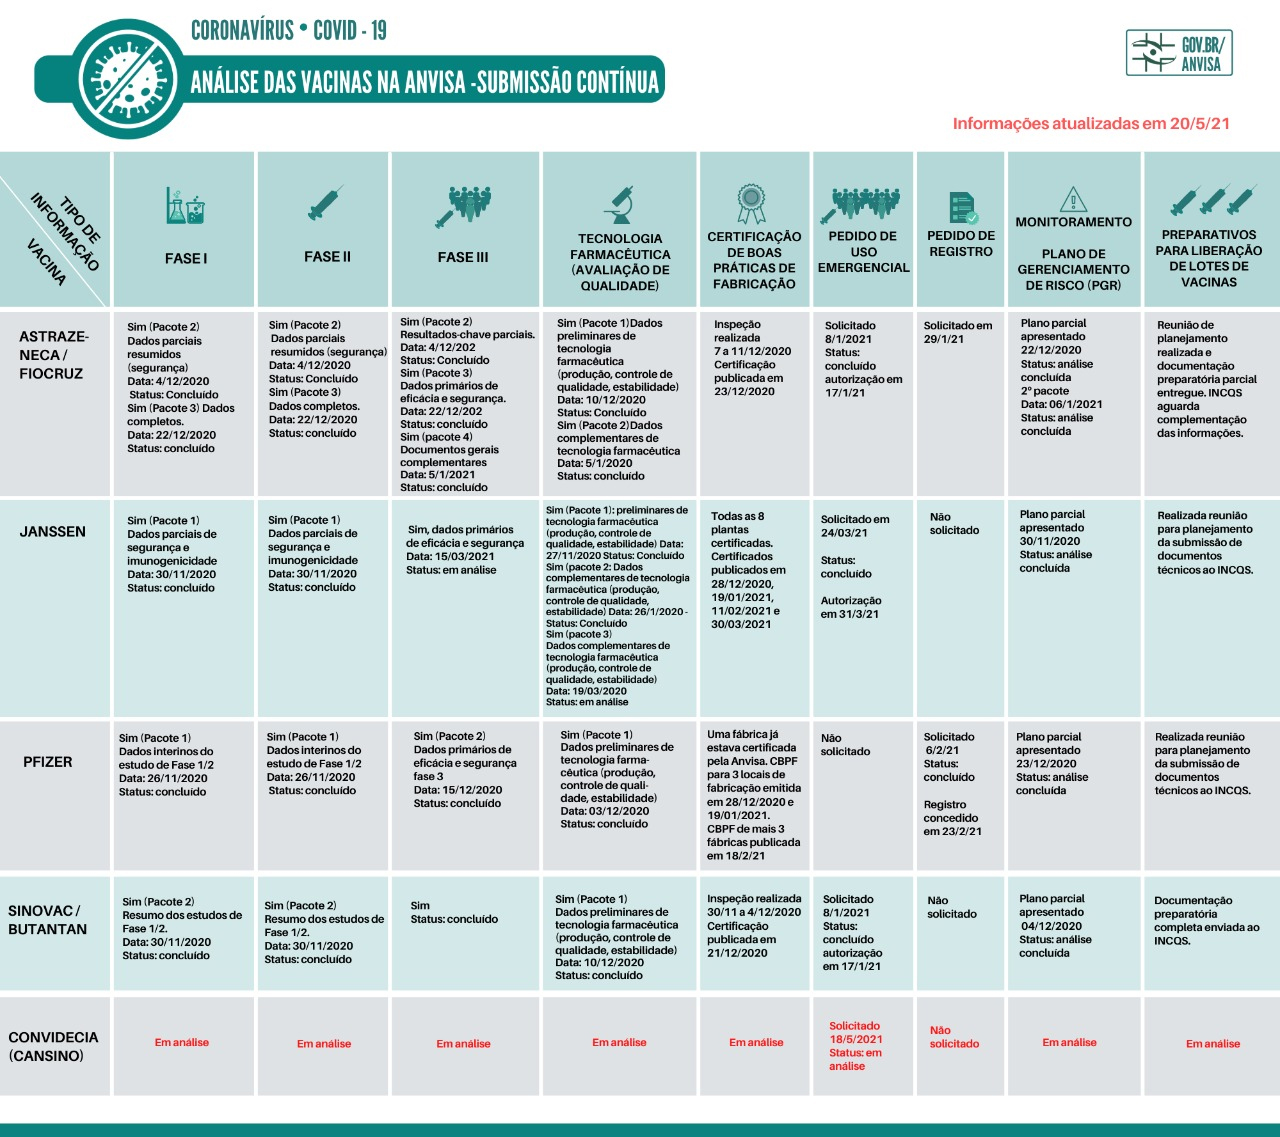 CORONAVÍRUS • COVID - 19
ANÁLISE DAS VACINAS NA ANVISA -SUBMISSÃO CONTÍNUA
GOV.BR/
ANVISA
Informações atualizadas em 20/5/21
TIPO DE
INFORMAÇÃO
VACINA
FASE I
FASE II
FASE III
TECNOLOGIA
FARMACÊUTICA
(AVALIAÇÃO DE
QUALIDADE)
CERTIFICAÇÃO
DE BOAS
PRÁTICAS DE
FABRICAÇÃO
PEDIDO DE
USO
EMERGENCIAL
PEDIDO DE
REGISTRO
MONITORAMENTO
PLANO DE
GERENCIAMENTO
DE RISCO (PGR)
PREPARATIVOS
PARA LIBERAÇÃO
DE LOTES DE
VACINAS
ASTRAZE-
NECA /
FIOCRUZ
Sim (Pacote 2)
Dados parciais
resumidos
(segurança)
Data: 4/12/2020
Status: Concluído
Sim (Pacote 3) Dados
completos.
Data: 22/12/2020
Status: concluído
Sim (Pacote 2)
Dados parciais
resumidos (segurança)
Data: 4/12/2020
Status: Concluído
Sim (Pacote 3)
Dados completos.
Data: 22/12/2020
Status: concluído
Sim (Pacote 2)
Resultados-chave parciais.
Data: 4/12/202
Status: Concluído
Sim (Pacote 3)
Dados primários de
eficácia e segurança.
Data: 22/12/202
Status: concluído
Sim (pacote 4)
Documentos gerais
complementares
Data: 5/1/2021
Status: concluído
Sim (Pacote 1)Dados
preliminares de
tecnologia
farmacêutica
(produção, controle de
qualidade, estabilidade)
Data: 10/12/2020
Status: Concluído
Sim (Pacote 2)Dados
complementares de
tecnologia farmacêutica
Data: 5/1/2020
Status: concluído
Inspeção
realizada
7 a 11/12/2020
Certificação
publicada em
23/12/2020
Solicitado
8/1/2021
Status:
concluído
autorização em
17/1/21
Solicitado em
29/1/21
Plano parcial
apresentado
22/12/2020
Status: análise
concluída
2º pacote
Data: 06/1/2021
Status: análise
concluída
Reunião de
planejamento
realizada e
documentação
preparatória parcial
entregue. INCQS
aguarda
complementação
das informações.
JANSSEN
Sim (Pacote 1)
Dados parciais de
segurança e
imunogenicidade
Data: 30/11/2020
Status: concluído
Sim (Pacote 1)
Dados parciais de
segurança e
imunogenicidade
Data: 30/11/2020
Status: concluído
Sim, dados primários
de eficácia e segurança
Data: 15/03/2021
Status: em análise
Sim (Pacote 1): preliminares de
tecnologia farmacêutica
(produção, controle de
qualidade, estabilidade) Data:
27/11/2020 Status: Concluído
Sim (pacote 2: Dados
complementares de tecnologia
farmacêutica (produção,
controle de qualidade,
estabilidade) Data: 26/1/2020 -
Status: Concluído
Sim (pacote 3)
Dados complementares de
tecnologia farmacêutica
(produção, controle de
qualidade, estabilidade)
Data: 19/03/2020
Status: em análise
Todas as 8
plantas
certificadas.
Certificados
publicados em
28/12/2020,
19/01/2021,
11/02/2021 e
30/03/2021
Solicitado em
24/03/21
Status:
concluído
Autorização
em 31/3/21
Não
solicitado
Plano parcial
apresentado
30/11/2020
Status: análise
concluída
Realizada reunião
para planejamento
da submissão de
documentos
técnicos ao INCQS.
PFIZER
Sim (Pacote 1)
Dados interinos do
estudo de Fase 1/2
Data: 26/11/2020
Status: concluído
Sim (Pacote 1)
Dados interinos do
estudo de Fase 1/2
Data: 26/11/2020
Status: concluído
Sim (Pacote 2)
Dados primários de
eficácia e segurança
fase 3
Data: 15/12/2020
Status: concluído
Sim (Pacote 1)
Dados preliminares de
tecnologia farma-
cêutica (produção,
controle de quali-
dade, estabilidade)
Data: 03/12/2020
Status: concluído
Uma fábrica já
estava certificada
pela Anvisa. CBPF
para 3 locais de
fabricação emitida
em 28/12/2020 e
19/01/2021.
CBPF de mais 3
fábricas publicada
em 18/2/21
Não
solicitado
Solicitado
6/2/21
Status:
concluído
Registro
concedido
em 23/2/21
Plano parcial
apresentado
23/12/2020
Status: análise
concluída
Realizada reunião
para planejamento
da submissão de
documentos
técnicos ao INCQS.
SINOVAC /
BUTANTAN
Sim (Pacote 2)
Resumo dos estudos de
Fase 1/2.
Data: 30/11/2020
Status: concluído
Sim (Pacote 2)
Resumo dos estudos de
Fase 1/2.
Data: 30/11/2020
Status: concluído
Sim
Status: concluído
Sim (Pacote 1)
Dados preliminares de
tecnologia farmacêutica
(produção, controle de
qualidade, estabilidade)
Data: 10/12/2020
Status: concluído
Inspeção realizada
30/11 a 4/12/2020
Certificação
publicada em
21/12/2020
Solicitado
8/1/2021
Status:
concluído
autorização
em 17/1/21
Não
solicitado
Plano parcial
apresentado
04/12/2020
Status: análise
concluída
Documentação
preparatória
completa enviada ao
INCQS.
CONVIDECIA
(CANSINO)
Em análise
Em análise
Em análise
Em análise
Em análise
Solicitado
18/5/2021
Status: em
análise
Não
solicitado
Em análise
Em análise